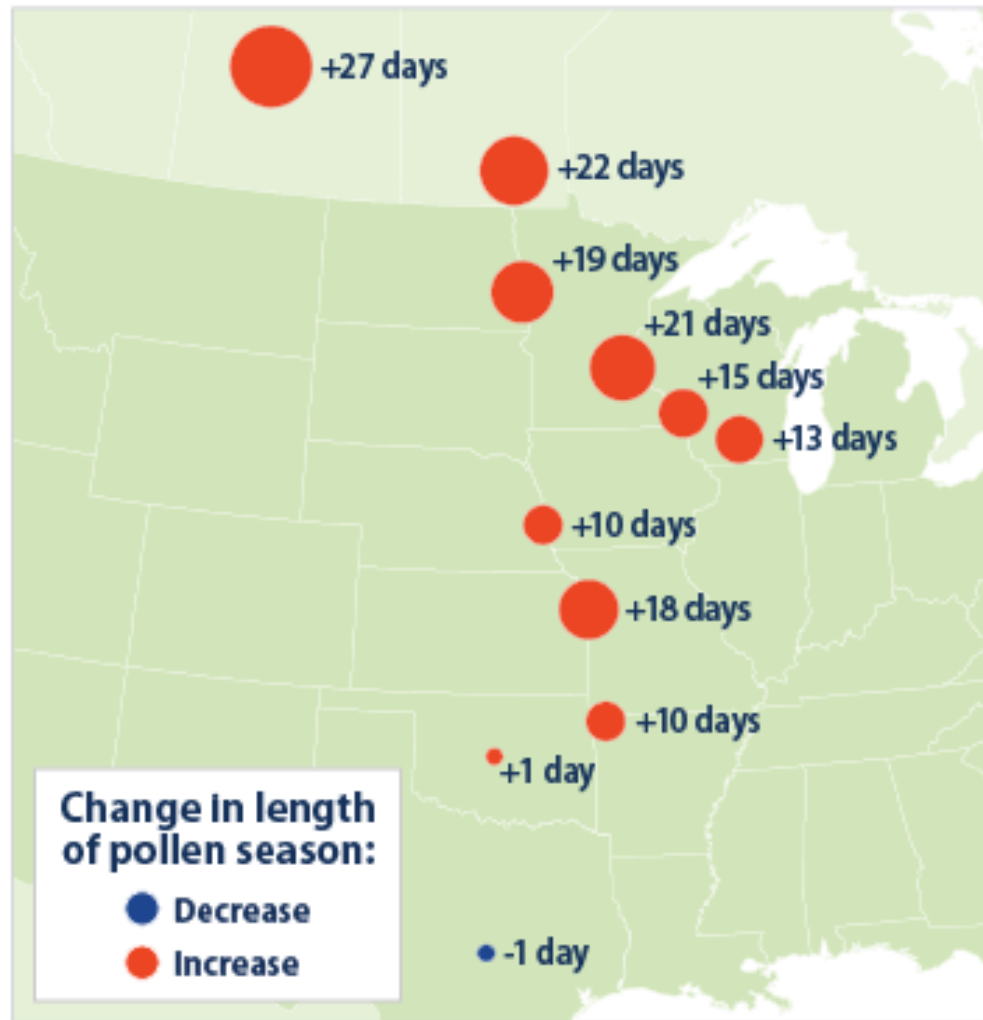 +27 days
+22 days
+19 days
+21 days
+15 days
+13 days
+10 days
+18 days
+10 days
+1 day
Change in length
of pollen season:
Decrease
Increase
-1 day